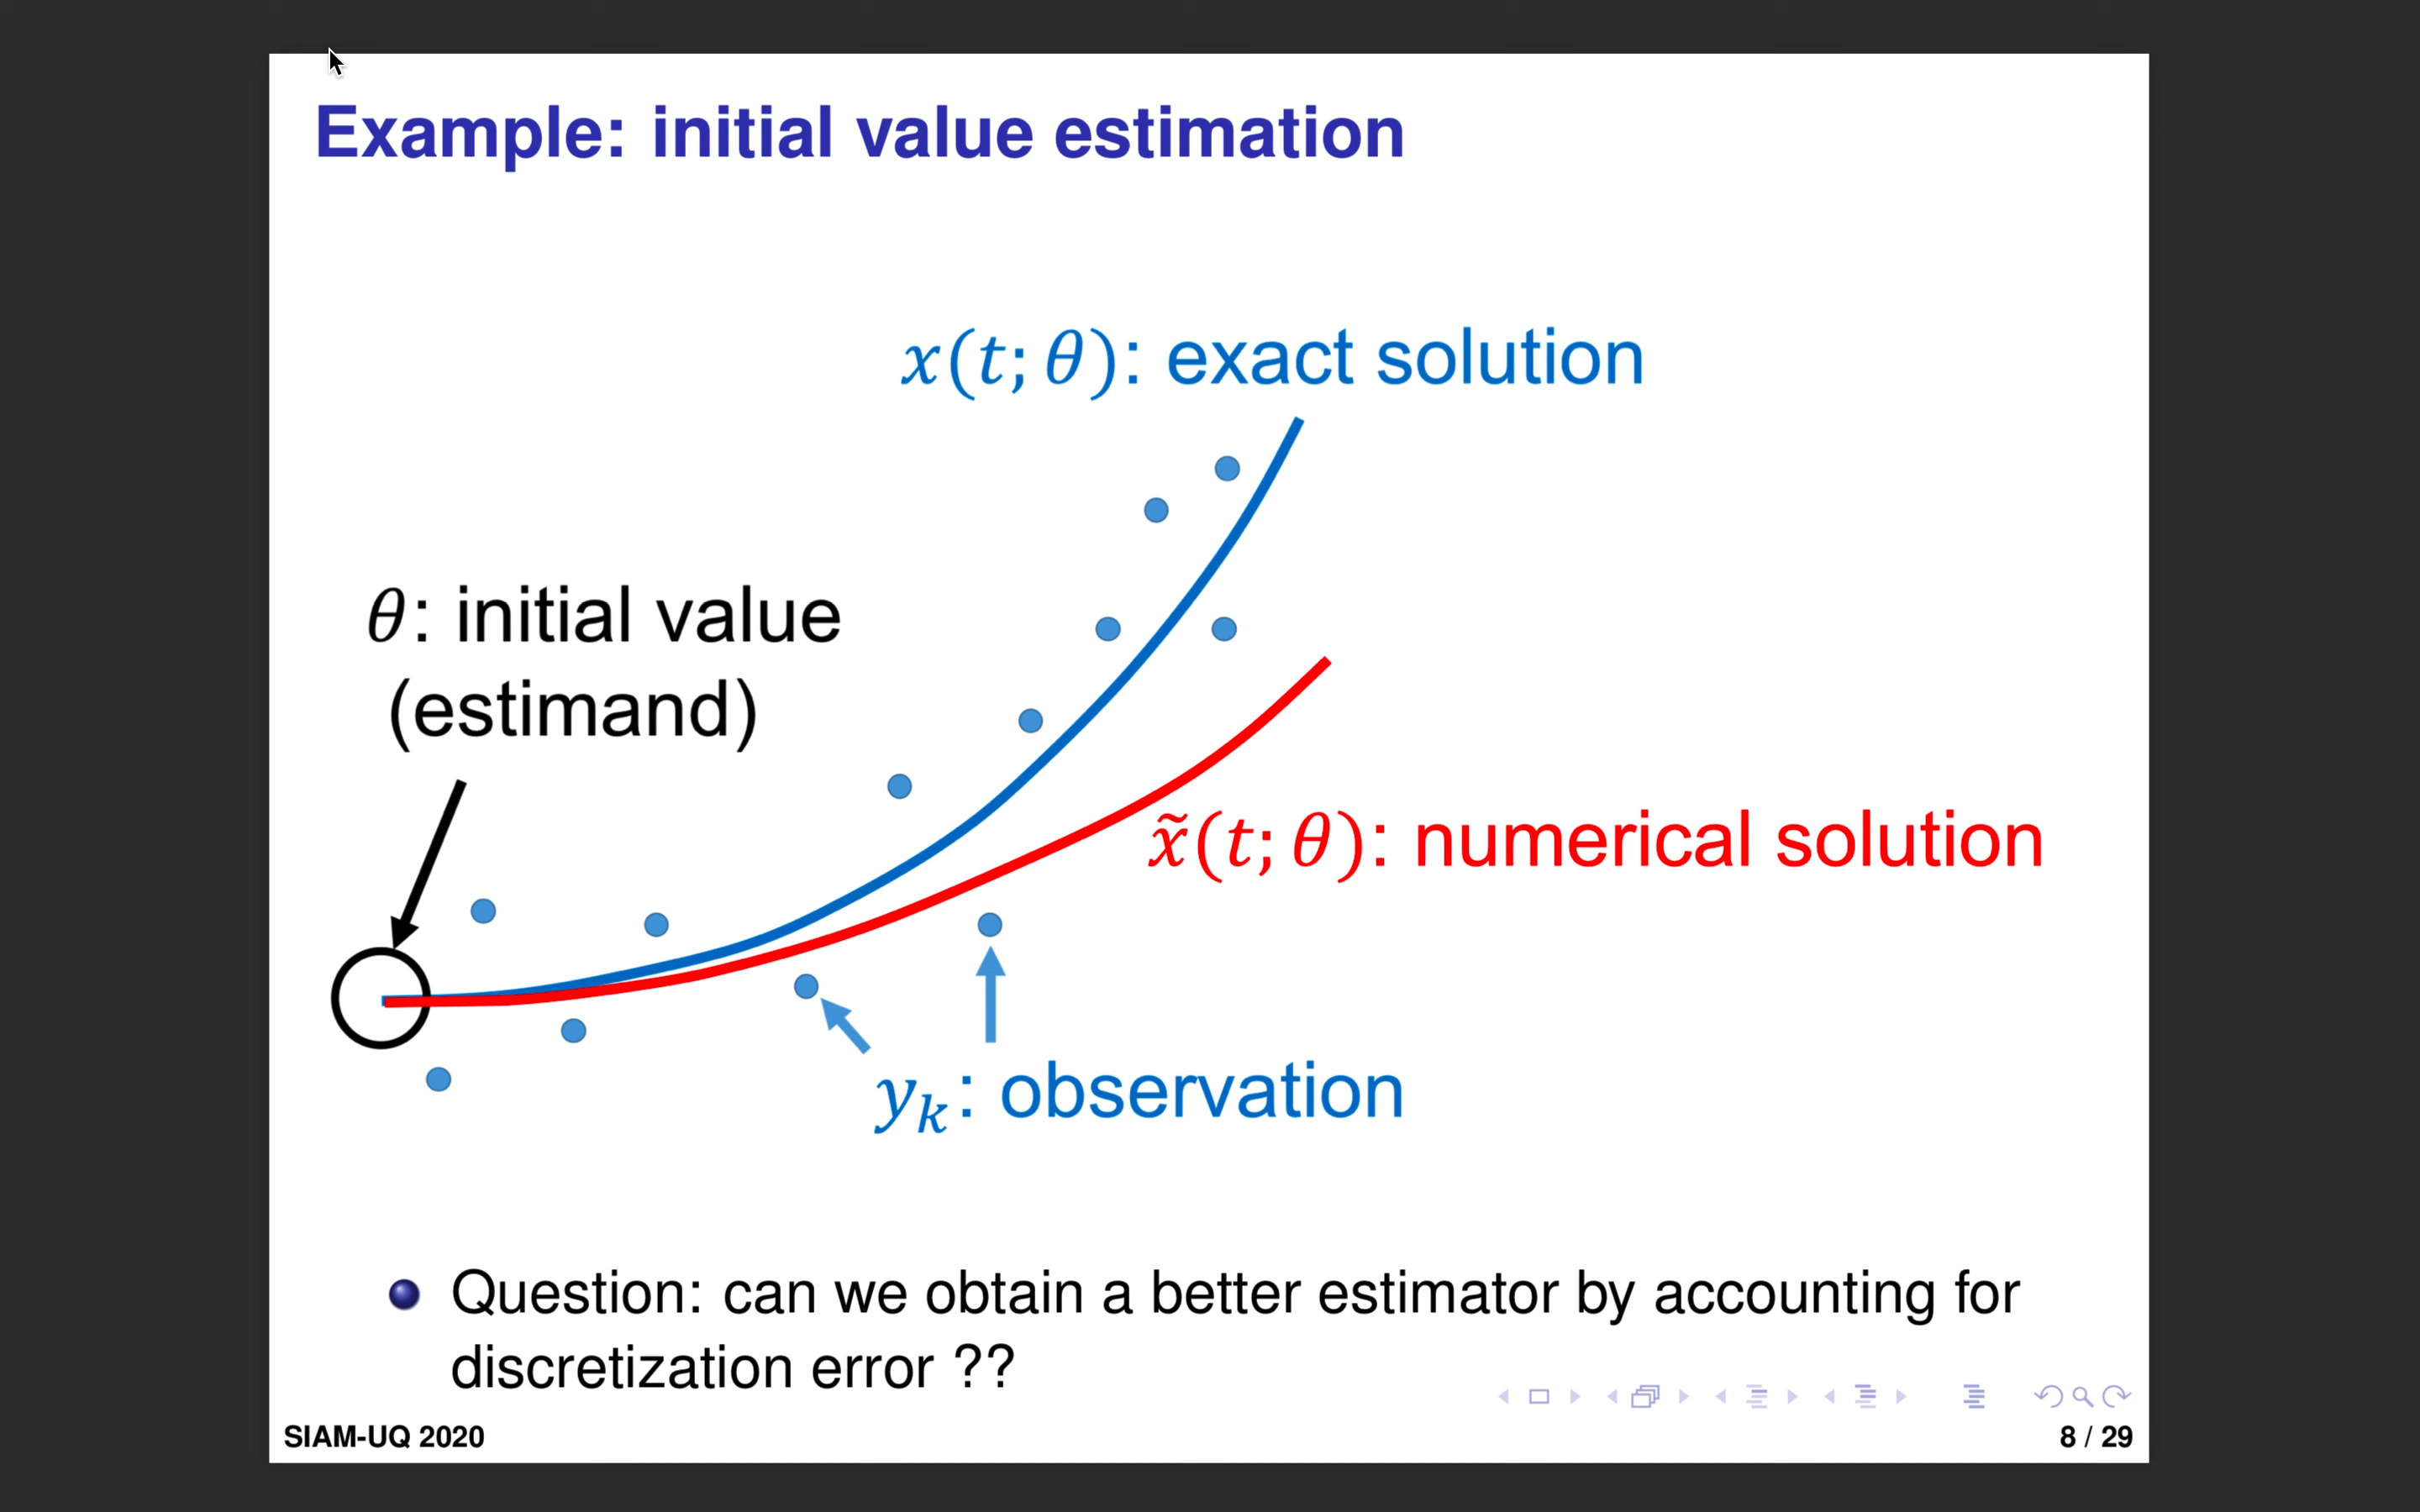 Example: initial value estimation
x(t; θ): exact solution
θ: initial value
(estimand)
x̃(t; θ): numerical solution
yₖ: observation
Question: can we obtain a better estimator by accounting for
discretization error ??
SIAM-UQ 2020
8 / 29